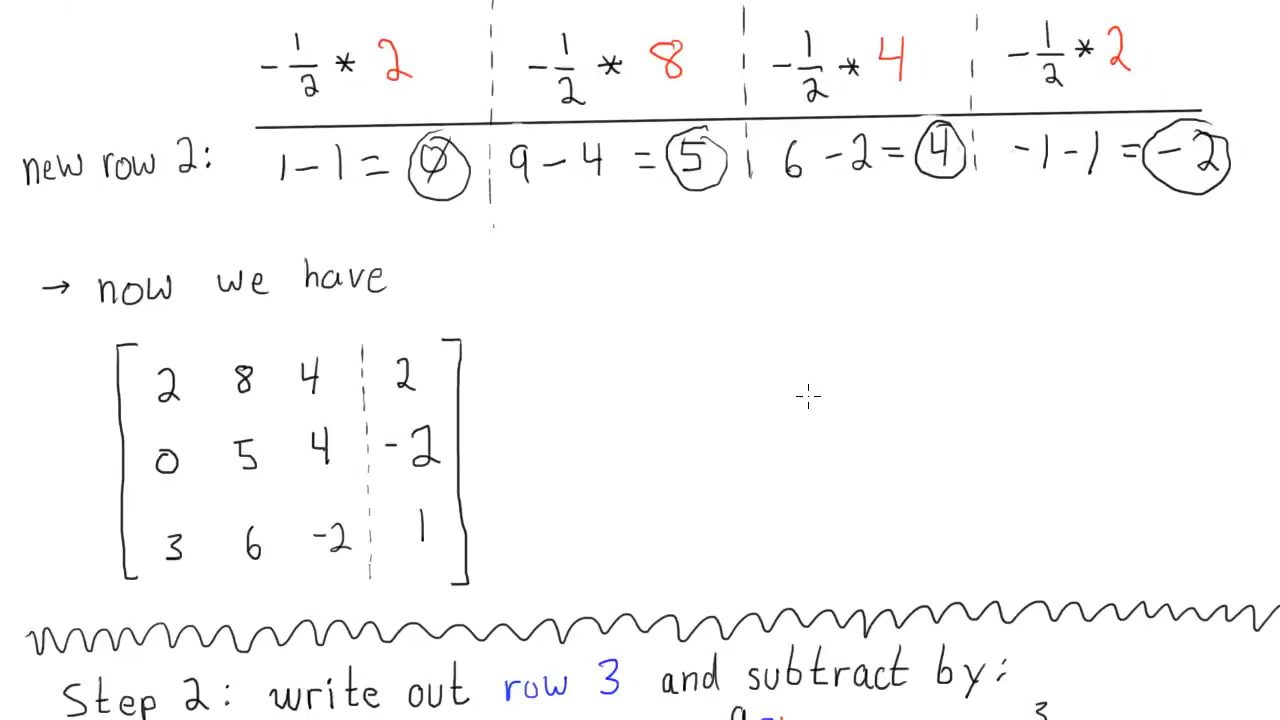 -1/2 * 2 -1/2 * 8 -1/2 * 4 -1/2 * 2
new row 2: 1-1=0 9-4=5 6-2=4 -1-1=-2
→ now we have
2 8 4 2
0 5 4 -2
3 6 -2 1
Step 2: write out row 3 and subtract by: